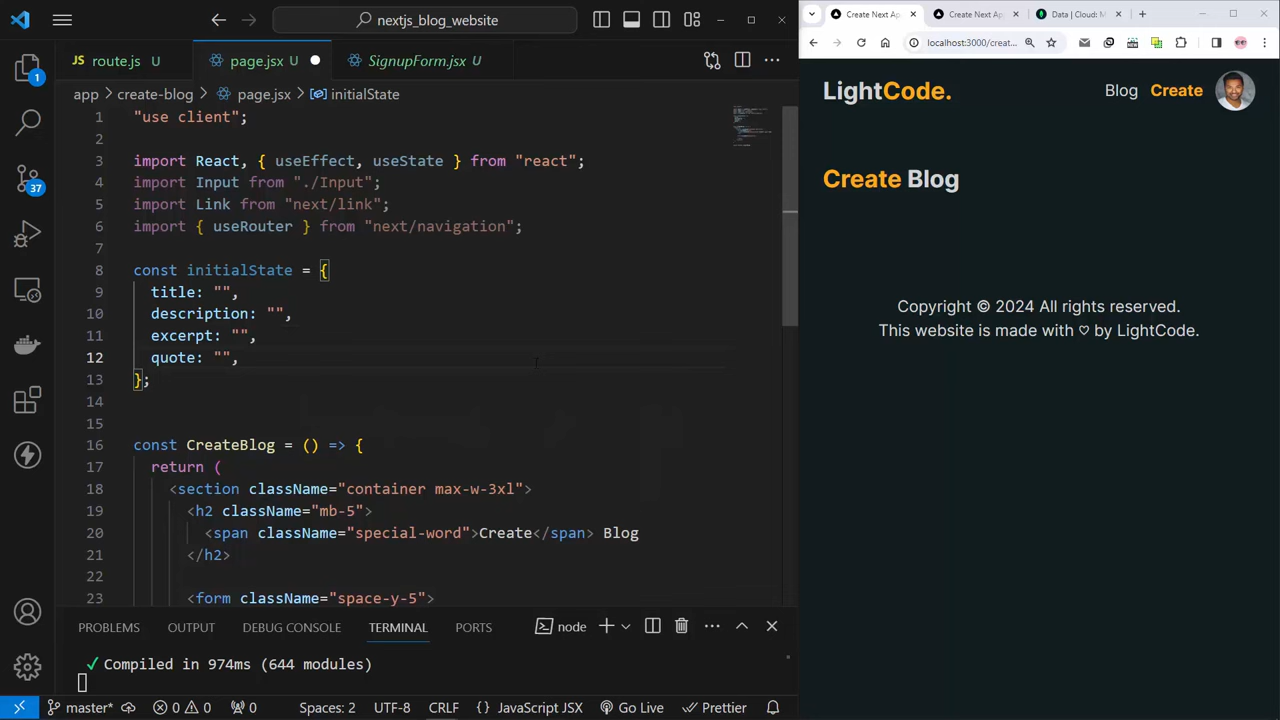 nextjs_blog_website
route.js U
page.jsx U
SignupForm.jsx U
app > create-blog > page.jsx > initialState
1 "use client";
2
3 import React, { useEffect, useState } from "react";
4 import Input from "./Input";
5 import Link from "next/link";
6 import { useRouter } from "next/navigation";
7
8 const initialState = {
9 title: "",
10 description: "",
11 excerpt: "",
12 quote: "",
13 };
14
15
16 const CreateBlog = () => {
17 return (
18 <section className="container max-w-3xl">
19 <h2 className="mb-5">
20 <span className="special-word">Create</span> Blog
21 </h2>
22
23 <form className="space-y-5">
1
37
PROBLEMS OUTPUT DEBUG CONSOLE TERMINAL PORTS
node
✓ Compiled in 974ms (644 modules)
master* 0 0 0 Spaces: 2 UTF-8 CRLF {} JavaScript JSX Go Live Prettier
Create Next Ap
Create Next Ap
Data | Cloud: M
localhost:3000/creat...
LightCode.
Blog Create
Create Blog
Copyright © 2024 All rights reserved.
This website is made with ♡ by LightCode.